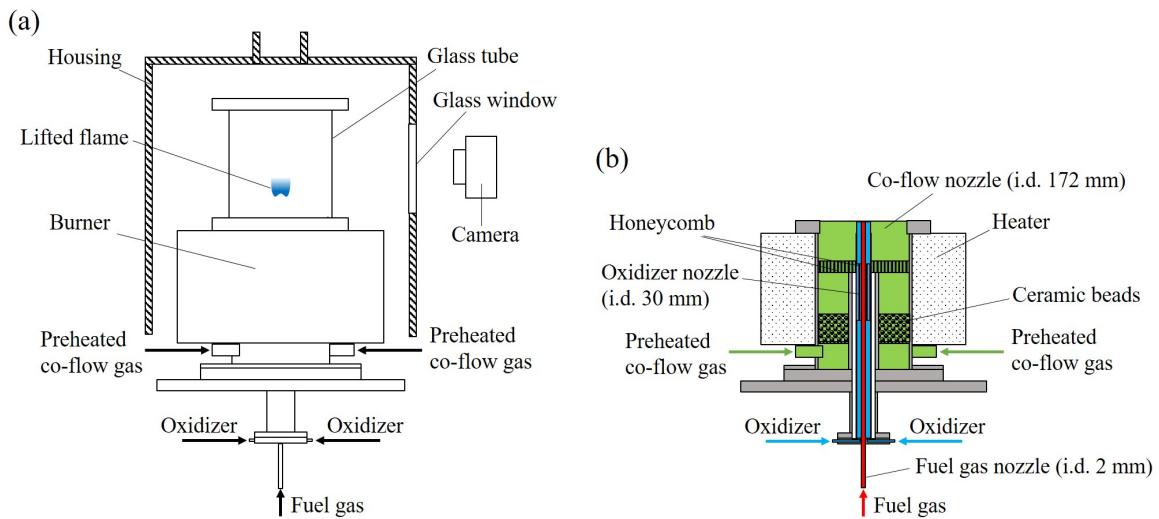 (a)
Housing
Glass tube
Glass window
Lifted flame
Burner
Camera
Preheated
co-flow gas
Preheated
co-flow gas
Oxidizer
Oxidizer
Fuel gas
(b)
Co-flow nozzle (i.d. 172 mm)
Honeycomb
Heater
Oxidizer nozzle
(i.d. 30 mm)
Ceramic beads
Preheated
co-flow gas
Preheated
co-flow gas
Oxidizer
Oxidizer
Fuel gas nozzle (i.d. 2 mm)
Fuel gas